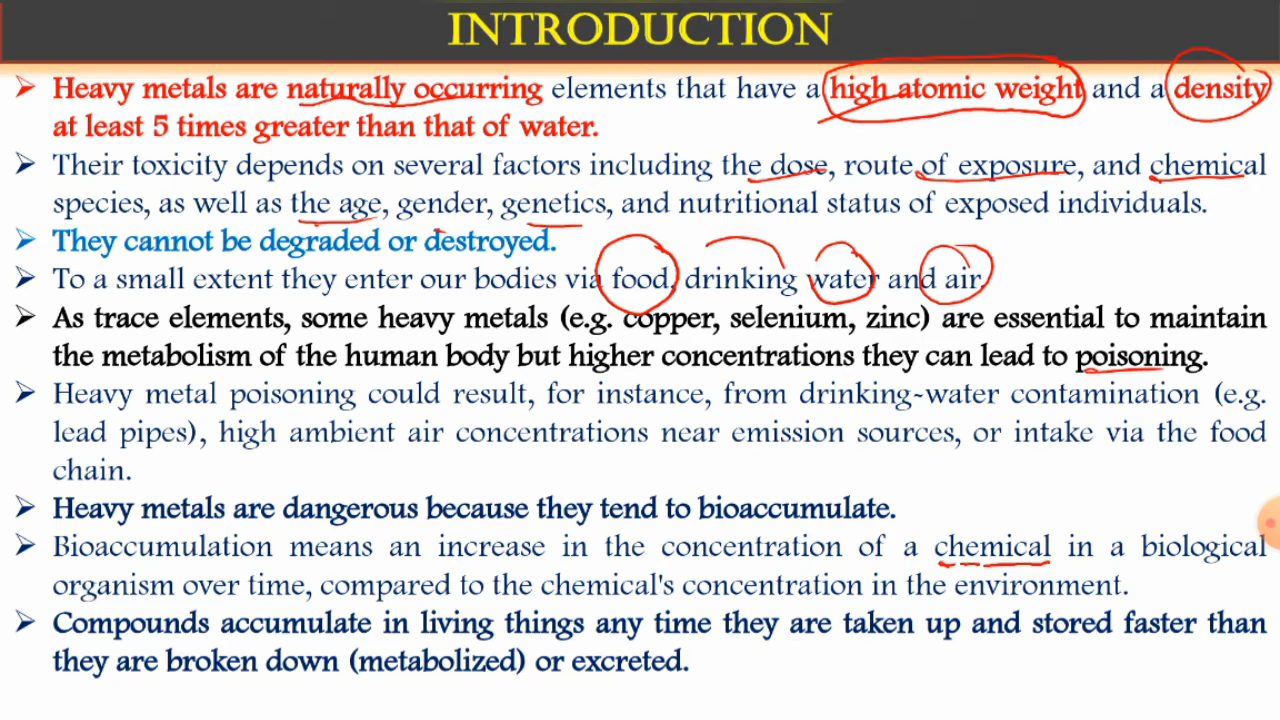 INTRODUCTION
➢ Heavy metals are naturally occurring elements that have a high atomic weight and a density
at least 5 times greater than that of water.
➢ Their toxicity depends on several factors including the dose, route of exposure, and chemical
species, as well as the age, gender, genetics, and nutritional status of exposed individuals.
➢ They cannot be degraded or destroyed.
➢ To a small extent they enter our bodies via food, drinking water and air.
➢ As trace elements, some heavy metals (e.g. copper, selenium, zinc) are essential to maintain
the metabolism of the human body but higher concentrations they can lead to poisoning.
➢ Heavy metal poisoning could result, for instance, from drinking-water contamination (e.g.
lead pipes), high ambient air concentrations near emission sources, or intake via the food
chain.
➢ Heavy metals are dangerous because they tend to bioaccumulate.
➢ Bioaccumulation means an increase in the concentration of a chemical in a biological
organism over time, compared to the chemical's concentration in the environment.
➢ Compounds accumulate in living things any time they are taken up and stored faster than
they are broken down (metabolized) or excreted.